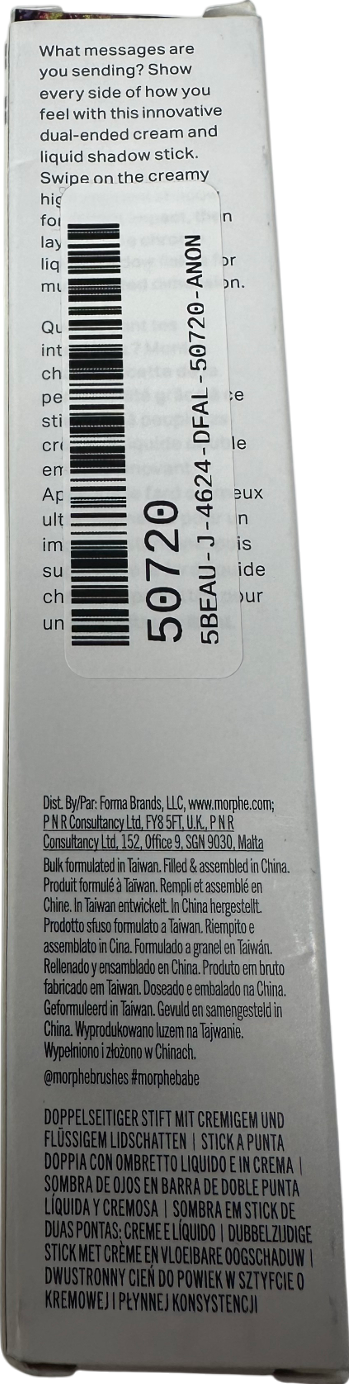 What messages are
you sending? Show
every side of how you
feel with this innovative
dual-ended cream and
liquid shadow stick.
Swipe on the creamy
50720
5BEAU-J-4624-DFAL-50720-ANON
Dist. By/Par: Forma Brands, LLC, www.morphe.com;
P N R Consultancy Ltd, FY8 5FT, U.K., P N R
Consultancy Ltd, 152, Office 9, SGN 9030, Malta
Bulk formulated in Taiwan. Filled & assembled in China.
Produit formulé à Taïwan. Rempli et assemblé en
Chine. In Taiwan entwickelt. In China hergestellt.
Prodotto sfuso formulato a Taiwan. Riempito e
assemblato in Cina. Formulado a granel en Taiwán.
Rellenado y ensamblado en China. Produto em bruto
fabricado em Taiwan. Doseado e embalado na China.
Geformuleerd in Taiwan. Gevuld en samengesteld in
China. Wyprodukowano luzem na Tajwanie.
Wypełniono i złożono w Chinach.
@morphebrushes #morphebabe
DOPPELSEITIGER STIFT MIT CREMIGEM UND
FLÜSSIGEM LIDSCHATTEN | STICK A PUNTA
DOPPIA CON OMBRETTO LIQUIDO E IN CREMA |
SOMBRA DE OJOS EN BARRA DE DOBLE PUNTA
LÍQUIDA Y CREMOSA | SOMBRA EM STICK DE
DUAS PONTAS: CREME E LÍQUIDO | DUBBELZIJDIGE
STICK MET CRÈME EN VLOEIBARE OOGSCHADUW |
DWUSTRONNY CIEŃ DO POWIEK W SZTYFCIE O
KREMOWEJ I PŁYNNEJ KONSYSTENCJI